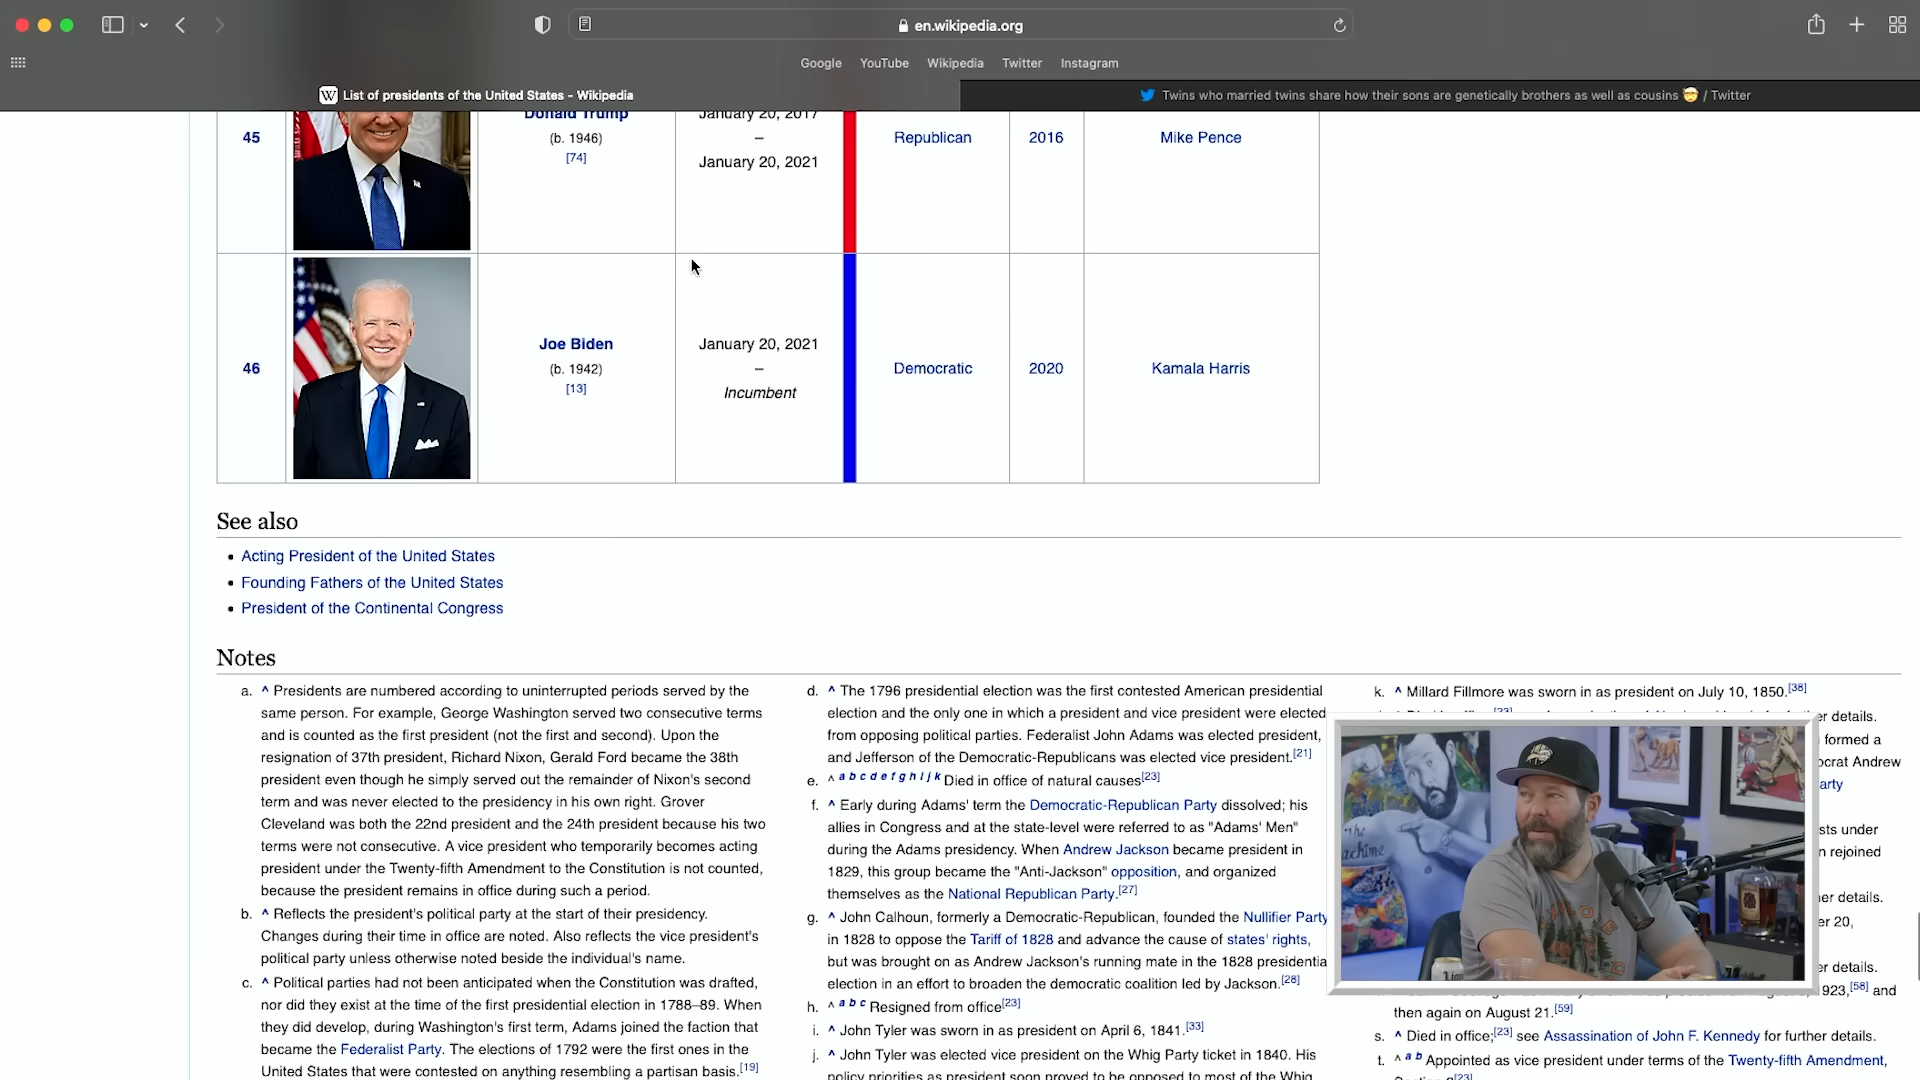 en.wikipedia.org
Google YouTube Wikipedia Twitter Instagram
W List of presidents of the United States - Wikipedia
Twins who married twins share how their sons are genetically brothers as well as cousins 🤯 / Twitter
45
Donald Trump
(b. 1946)
[74]
January 20, 2017
–
January 20, 2021
Republican
2016
Mike Pence
46
Joe Biden
(b. 1942)
[13]
January 20, 2021
–
Incumbent
Democratic
2020
Kamala Harris
See also
• Acting President of the United States
• Founding Fathers of the United States
• President of the Continental Congress
Notes
a. ^ Presidents are numbered according to uninterrupted periods served by the
same person. For example, George Washington served two consecutive terms
and is counted as the first president (not the first and second). Upon the
resignation of 37th president, Richard Nixon, Gerald Ford became the 38th
president even though he simply served out the remainder of Nixon's second
term and was never elected to the presidency in his own right. Grover
Cleveland was both the 22nd president and the 24th president because his two
terms were not consecutive. A vice president who temporarily becomes acting
president under the Twenty-fifth Amendment to the Constitution is not counted,
because the president remains in office during such a period.
b. ^ Reflects the president's political party at the start of their presidency.
Changes during their time in office are noted. Also reflects the vice president's
political party unless otherwise noted beside the individual's name.
c. ^ Political parties had not been anticipated when the Constitution was drafted,
nor did they exist at the time of the first presidential election in 1788–89. When
they did develop, during Washington's first term, Adams joined the faction that
became the Federalist Party. The elections of 1792 were the first ones in the
United States that were contested on anything resembling a partisan basis.[19]
d. ^ The 1796 presidential election was the first contested American presidential
election and the only one in which a president and vice president were elected
from opposing political parties. Federalist John Adams was elected president,
and Jefferson of the Democratic-Republicans was elected vice president.[21]
e. ^ a b c d e f g h i j k Died in office of natural causes[23]
f. ^ Early during Adams' term the Democratic-Republican Party dissolved; his
allies in Congress and at the state-level were referred to as "Adams' Men"
during the Adams presidency. When Andrew Jackson became president in
1829, this group became the "Anti-Jackson" opposition, and organized
themselves as the National Republican Party.[27]
g. ^ John Calhoun, formerly a Democratic-Republican, founded the Nullifier Party
in 1828 to oppose the Tariff of 1828 and advance the cause of states' rights,
but was brought on as Andrew Jackson's running mate in the 1828 presidentia
election in an effort to broaden the democratic coalition led by Jackson.[28]
h. ^ a b c Resigned from office[23]
i. ^ John Tyler was sworn in as president on April 6, 1841.[33]
j. ^ John Tyler was elected vice president on the Whig Party ticket in 1840. His
policy priorities as president soon proved to be opposed to most of the Whig
k. ^ Millard Fillmore was sworn in as president on July 10, 1850.[38]
er details.
formed a
ocrat Andrew
arty
sts under
n rejoined
er details.
er 20,
er details.
923,[58] and
then again on August 21.[59]
s. ^ Died in office;[23] see Assassination of John F. Kennedy for further details.
t. ^ a b Appointed as vice president under terms of the Twenty-fifth Amendment,
The
achine